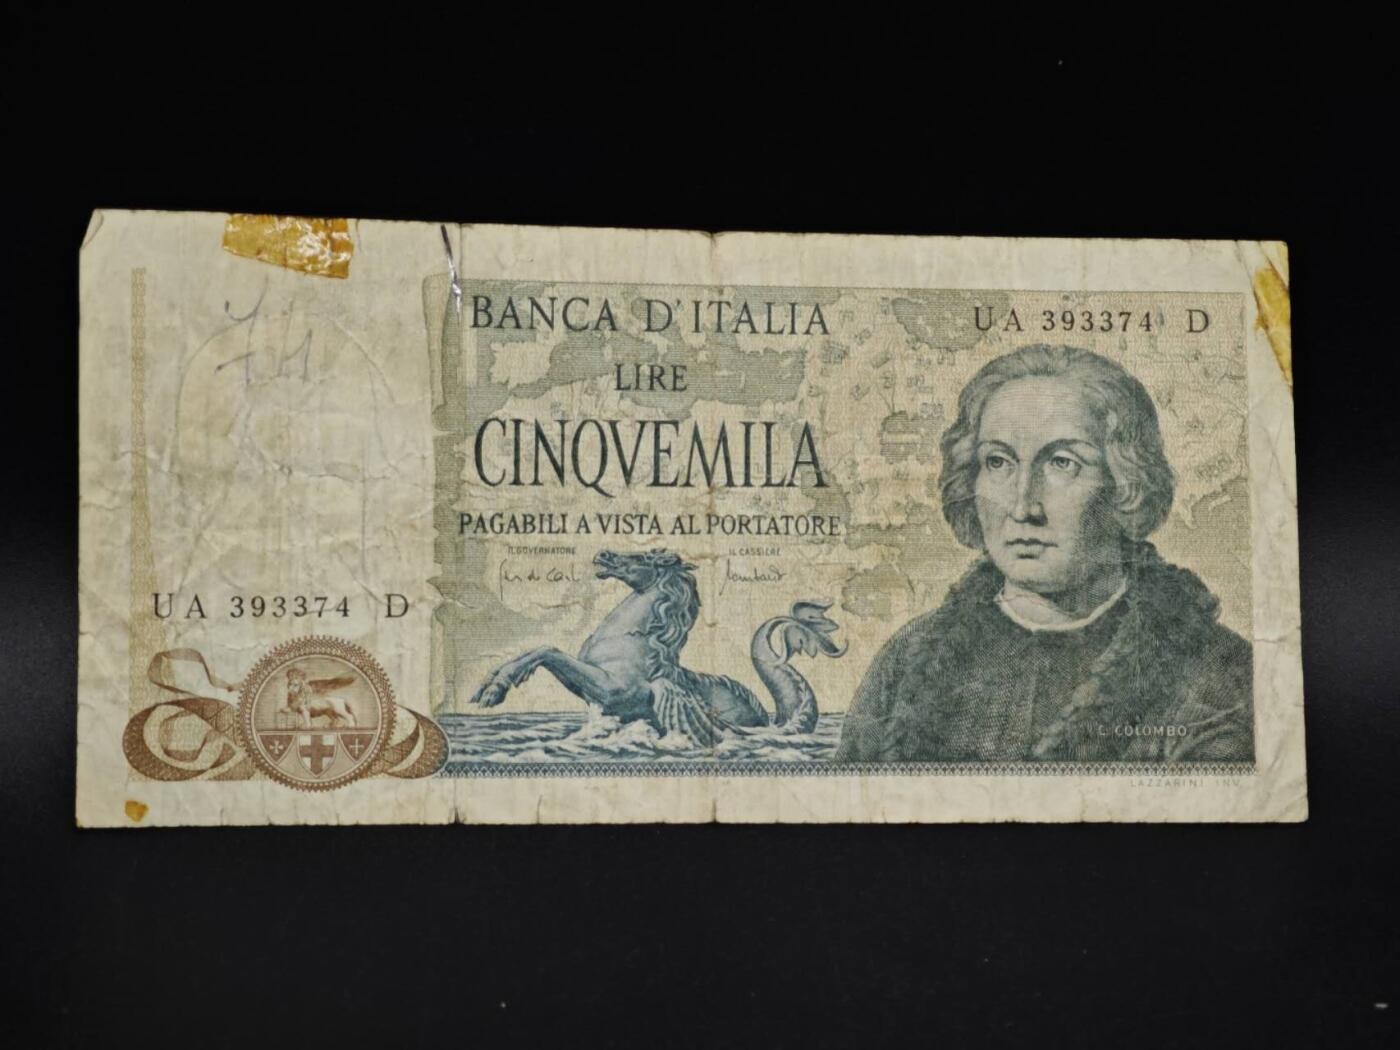 BANCA D'ITALIA
UA 393374 D
LIRE
CINQVEMILA
PAGABILI A VISTA AL PORTATORE
IL GOVERNATORE
IL CASSIERE
UA 393374 D
C. COLOMBO
LAZZARINI INV.